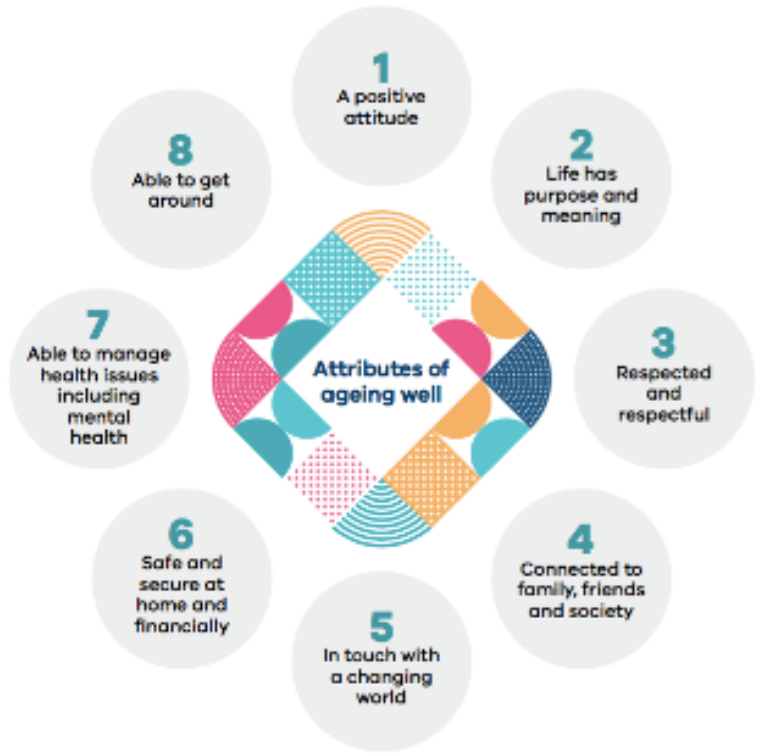 1
A positive
attitude
2
Life has
purpose and
meaning
3
Respected
and
respectful
4
Connected to
family, friends
and society
5
In touch with
a changing
world
6
Safe and
secure at
home and
financially
7
Able to manage
health issues
including
mental
health
8
Able to get
around
Attributes of
ageing well